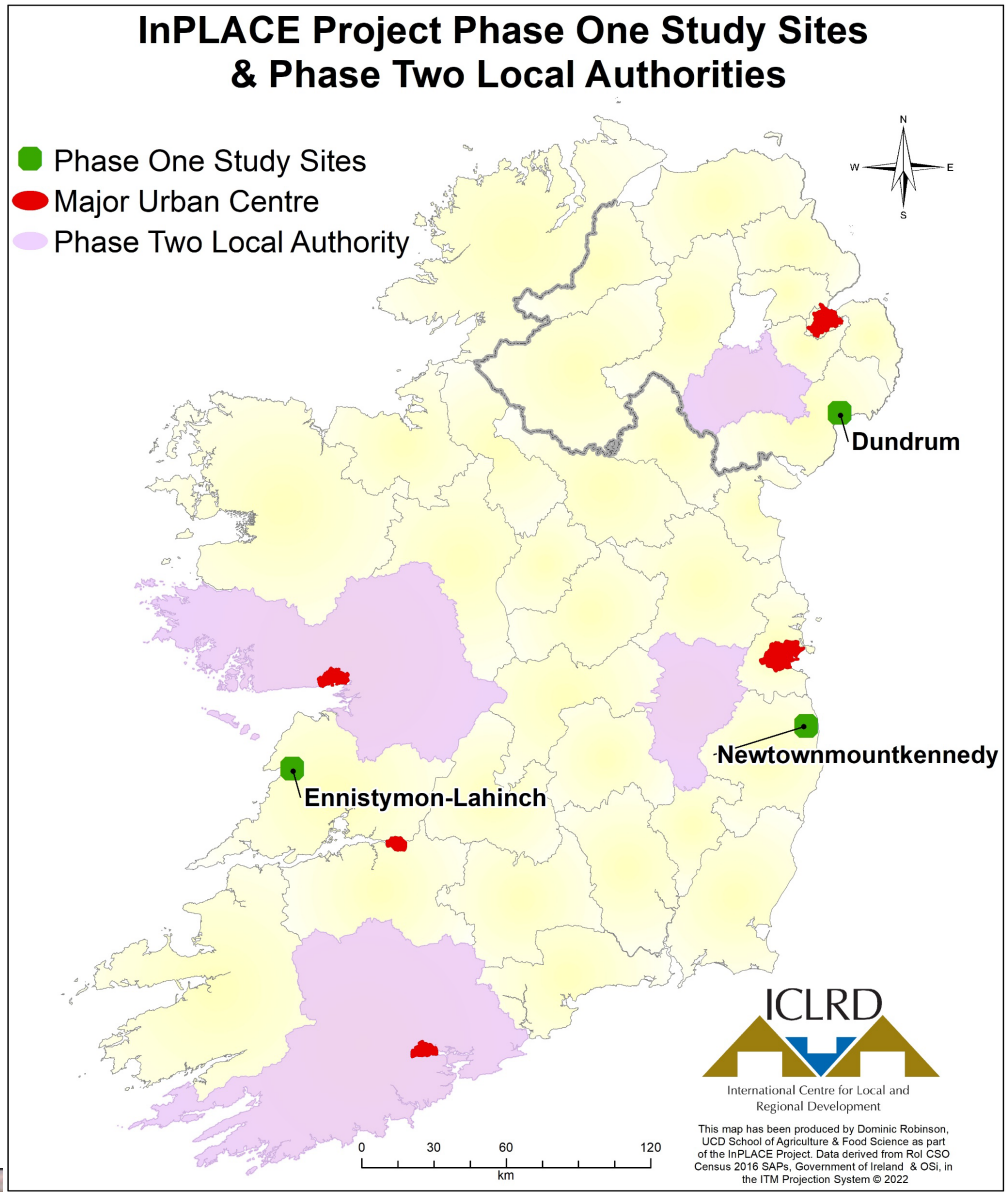 InPLACE Project Phase One Study Sites
& Phase Two Local Authorities
N
W
E
S
Phase One Study Sites
Major Urban Centre
Phase Two Local Authority
Dundrum
Newtownmountkennedy
Ennistymon-Lahinch
ICLRD
International Centre for Local and
Regional Development
This map has been produced by Dominic Robinson,
UCD School of Agriculture & Food Science as part
of the InPLACE Project. Data derived from RoI CSO
Census 2016 SAPs, Government of Ireland & OSi, in
the ITM Projection System © 2022
0 30 60 120
km